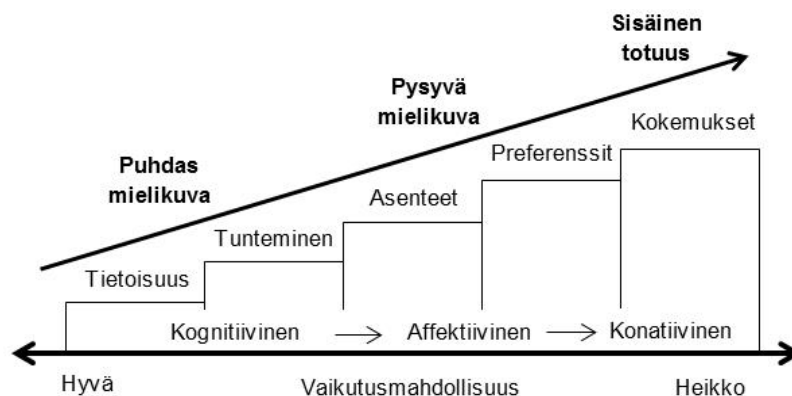 Sisäinen
totuus
Pysyvä
mielikuva
Kokemukset
Puhdas
mielikuva
Preferenssit
Asenteet
Tunteminen
Tietoisuus
Kognitiivinen
Affektiivinen
Konatiivinen
Hyvä
Vaikutusmahdollisuus
Heikko